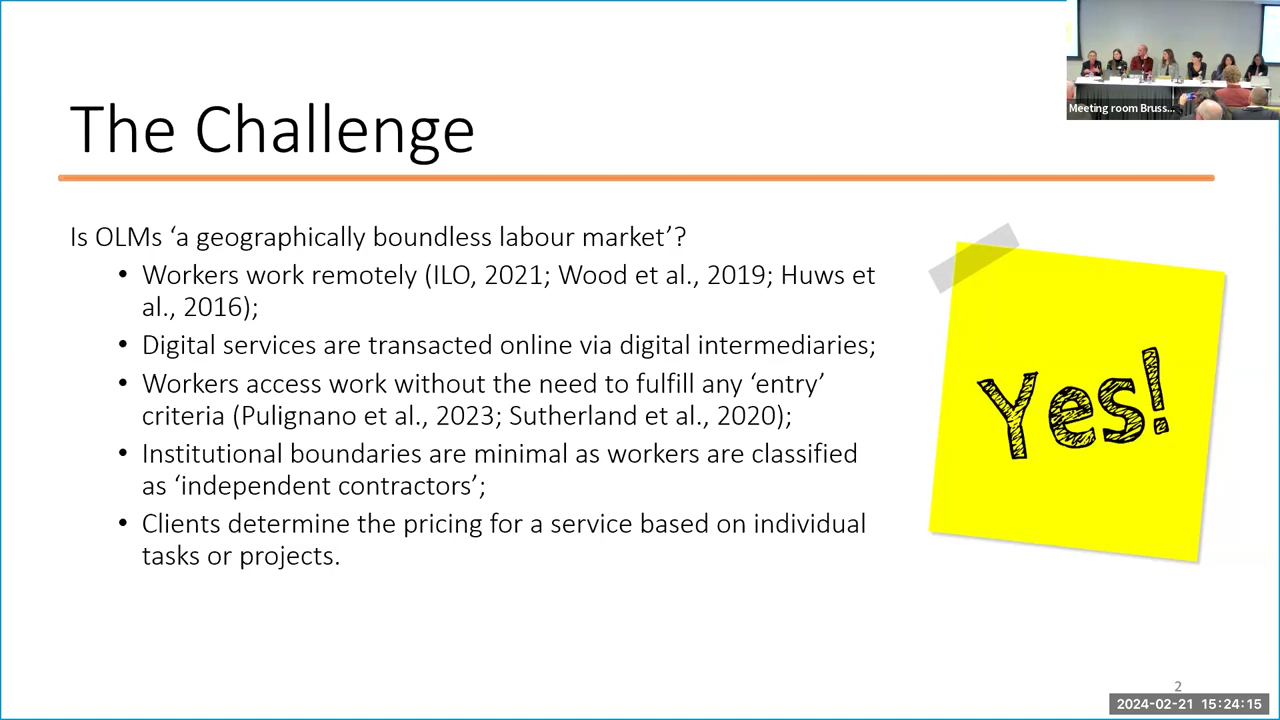 Meeting room Bruss...
The Challenge
Is OLMs ‘a geographically boundless labour market’?
• Workers work remotely (ILO, 2021; Wood et al., 2019; Huws et
al., 2016);
• Digital services are transacted online via digital intermediaries;
• Workers access work without the need to fulfill any ‘entry’
criteria (Pulignano et al., 2023; Sutherland et al., 2020);
• Institutional boundaries are minimal as workers are classified
as ‘independent contractors’;
• Clients determine the pricing for a service based on individual
tasks or projects.
Yes!
2
2024-02-21 15:24:15